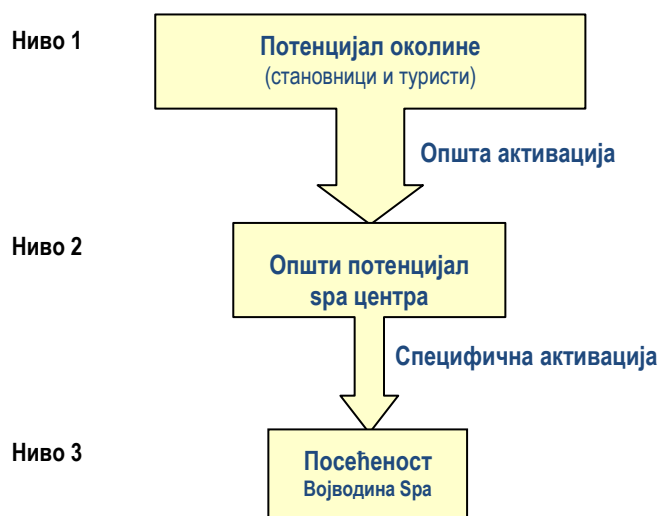 Ниво 1
Потенцијал околине
(становници и туристи)
Општа активација
Ниво 2
Општи потенцијал
spa центра
Специфична активација
Ниво 3
Посећеност
Војводина Spa